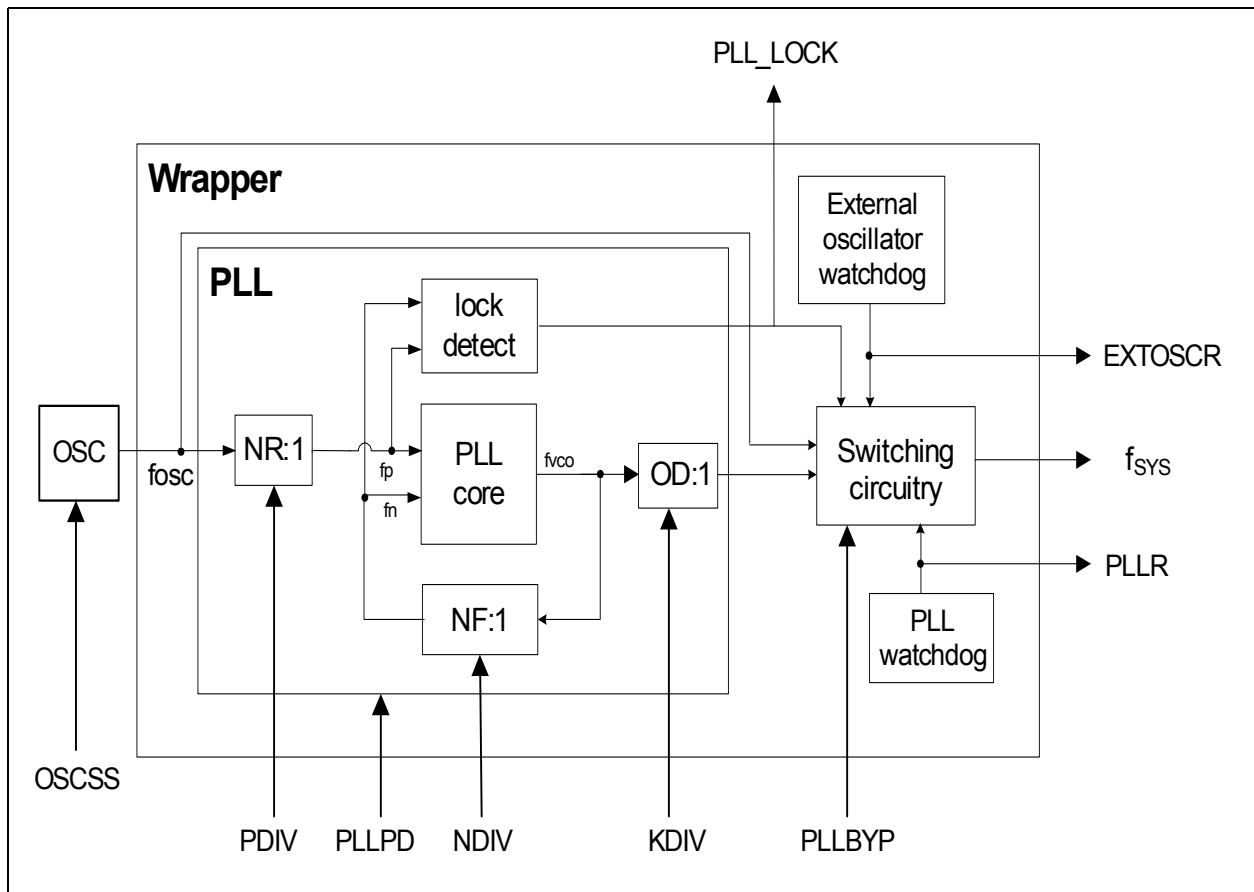 PLL_LOCK
Wrapper
External
oscillator
watchdog
PLL
lock
detect
EXTOSCR
OSC
fosc
NR:1
fp
fn
PLL
core
fvco
OD:1
Switching
circuitry
fSYS
NF:1
PLLR
PLL
watchdog
OSCSS
PDIV
PLLPD
NDIV
KDIV
PLLBYP